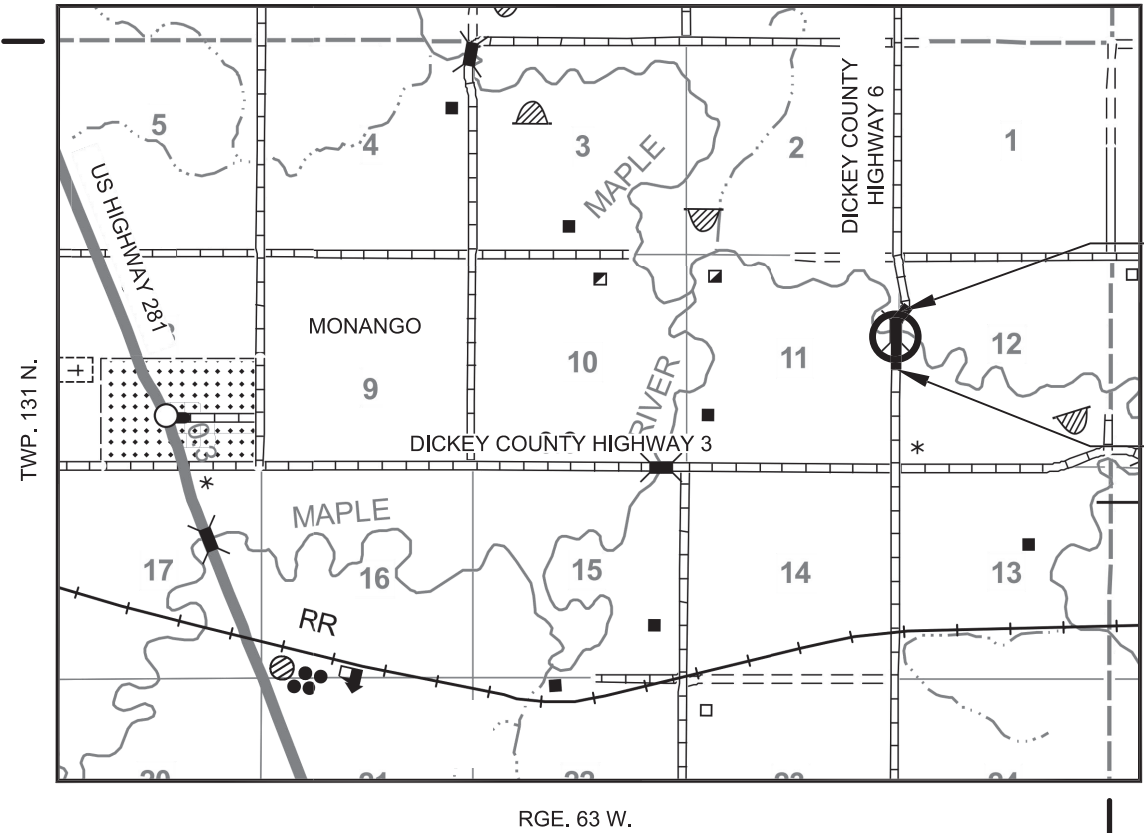 DICKEY COUNTY
HIGHWAY 6
5
4
3
2
1
MAPLE
US HIGHWAY 281
MONANGO
9
10
11
12
RIVER
TWP. 131 N.
DICKEY COUNTY HIGHWAY 3
MAPLE
17
16
15
14
13
RR
RGE. 63 W.